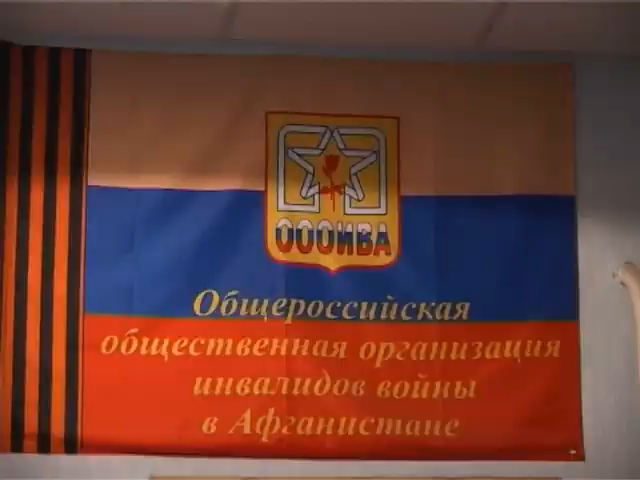 ОООИВА
Общероссийская
общественная организация
инвалидов войны
в Афганистане